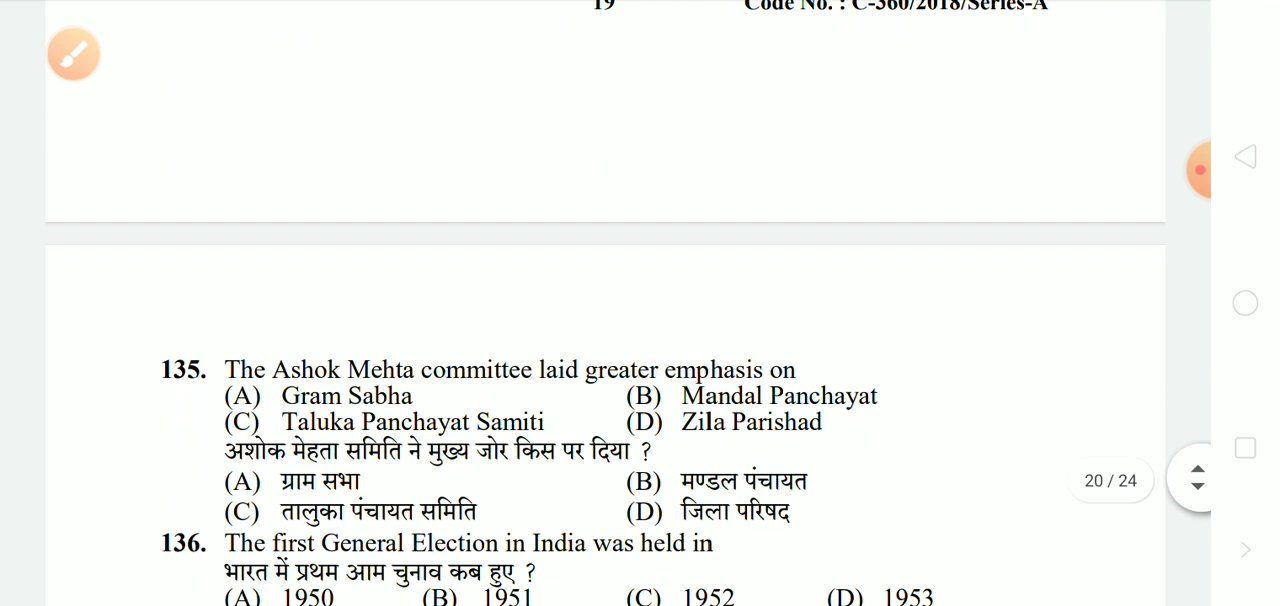 19 Code No. : C-360/2018/Series-A
135. The Ashok Mehta committee laid greater emphasis on
(A) Gram Sabha (B) Mandal Panchayat
(C) Taluka Panchayat Samiti (D) Zila Parishad
अशोक मेहता समिति ने मुख्य जोर किस पर दिया ?
(A) ग्राम सभा (B) मण्डल पंचायत
(C) तालुका पंचायत समिति (D) जिला परिषद
20 / 24
136. The first General Election in India was held in
भारत में प्रथम आम चुनाव कब हुए ?
(A) 1950 (B) 1951 (C) 1952 (D) 1953